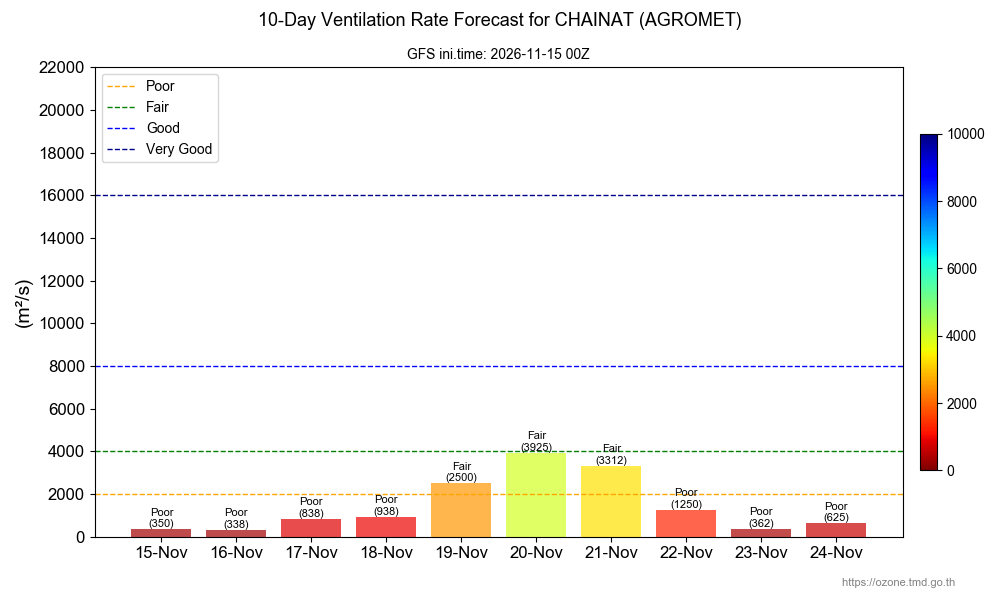 10-Day Ventilation Rate Forecast for CHAINAT (AGROMET)
GFS ini.time: 2026-11-15 00Z
(m²/s)
22000
20000
18000
16000
14000
12000
10000
8000
6000
4000
2000
0
Poor
Fair
Good
Very Good
Poor
(350)
Poor
(338)
Poor
(838)
Poor
(938)
Fair
(2500)
Fair
(3925)
Fair
(3312)
Poor
(1250)
Poor
(362)
Poor
(625)
15-Nov
16-Nov
17-Nov
18-Nov
19-Nov
20-Nov
21-Nov
22-Nov
23-Nov
24-Nov
10000
8000
6000
4000
2000
0
https://ozone.tmd.go.th